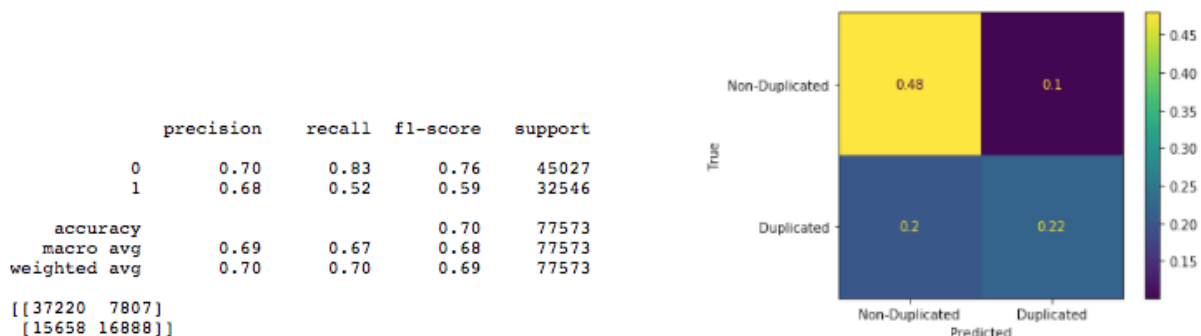 precision recall f1-score support
0 0.70 0.83 0.76 45027
1 0.68 0.52 0.59 32546
accuracy 0.70 77573
macro avg 0.69 0.67 0.68 77573
weighted avg 0.70 0.70 0.69 77573
[[37220 7807]
[15658 16888]]
True
Non-Duplicated
0.48
0.1
Duplicated
0.2
0.22
Non-Duplicated
Duplicated
Predicted
0.45
0.40
0.35
0.30
0.25
0.20
0.15